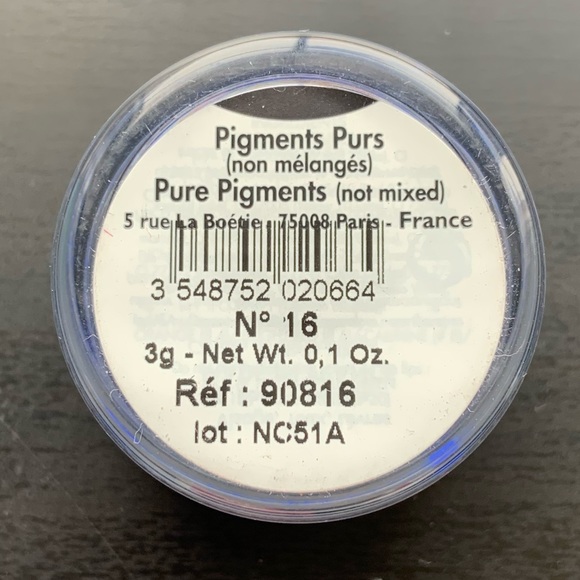 Pigments Purs
(non mélangés)
Pure Pigments (not mixed)
5 rue La Boétie - 75008 Paris - France
3 548752 020664
N° 16
3g - Net Wt. 0,1 Oz.
Réf : 90816
lot : NC51A